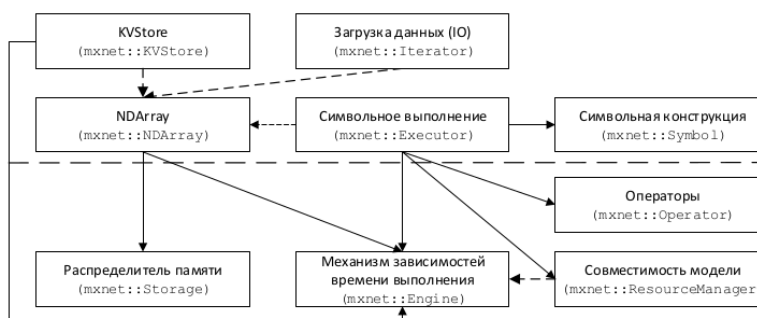 KVStore
(mxnet::KVStore)
Загрузка данных (IO)
(mxnet::Iterator)
NDArray
(mxnet::NDArray)
Символьное выполнение
(mxnet::Executor)
Символьная конструкция
(mxnet::Symbol)
Операторы
(mxnet::Operator)
Распределитель памяти
(mxnet::Storage)
Механизм зависимостей
времени выполнения
(mxnet::Engine)
Совместимость модели
(mxnet::ResourceManager